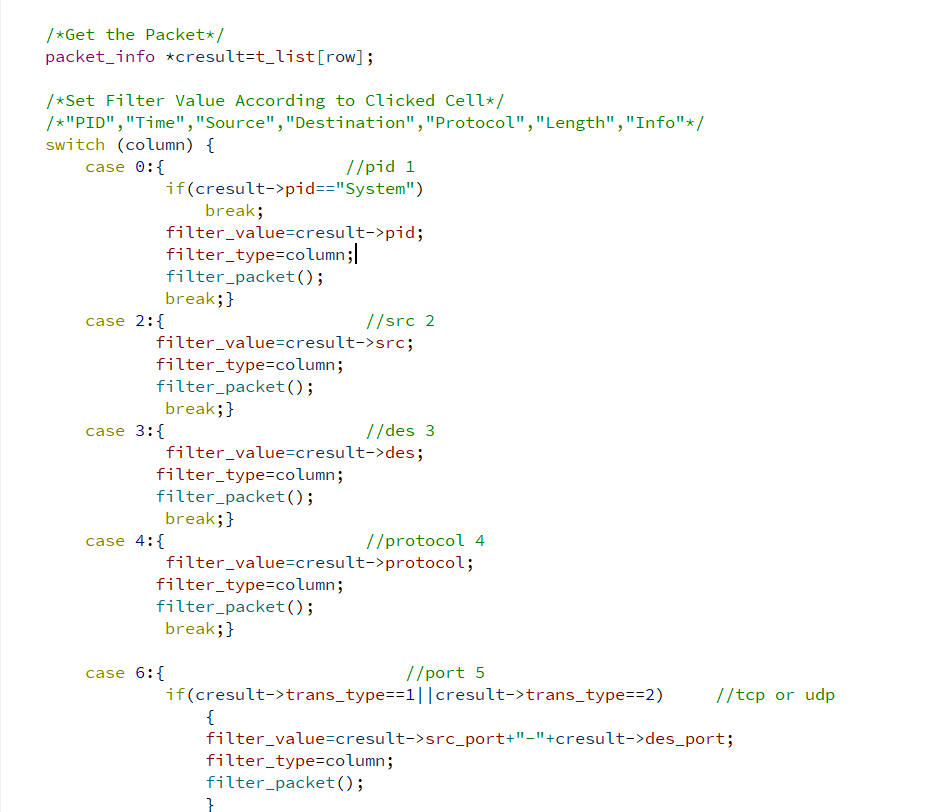 /*Get the Packet*/
packet_info *cresult=t_list[row];
/*Set Filter Value According to Clicked Cell*/
/*"PID","Time","Source","Destination","Protocol","Length","Info"*/
switch (column) {
case 0:{ //pid 1
if(cresult->pid=="System")
break;
filter_value=cresult->pid;
filter_type=column;
filter_packet();
break;}
case 2:{ //src 2
filter_value=cresult->src;
filter_type=column;
filter_packet();
break;}
case 3:{ //des 3
filter_value=cresult->des;
filter_type=column;
filter_packet();
break;}
case 4:{ //protocol 4
filter_value=cresult->protocol;
filter_type=column;
filter_packet();
break;}
case 6:{ //port 5
if(cresult->trans_type==1||cresult->trans_type==2) //tcp or udp
{
filter_value=cresult->src_port+"-"+cresult->des_port;
filter_type=column;
filter_packet();
}